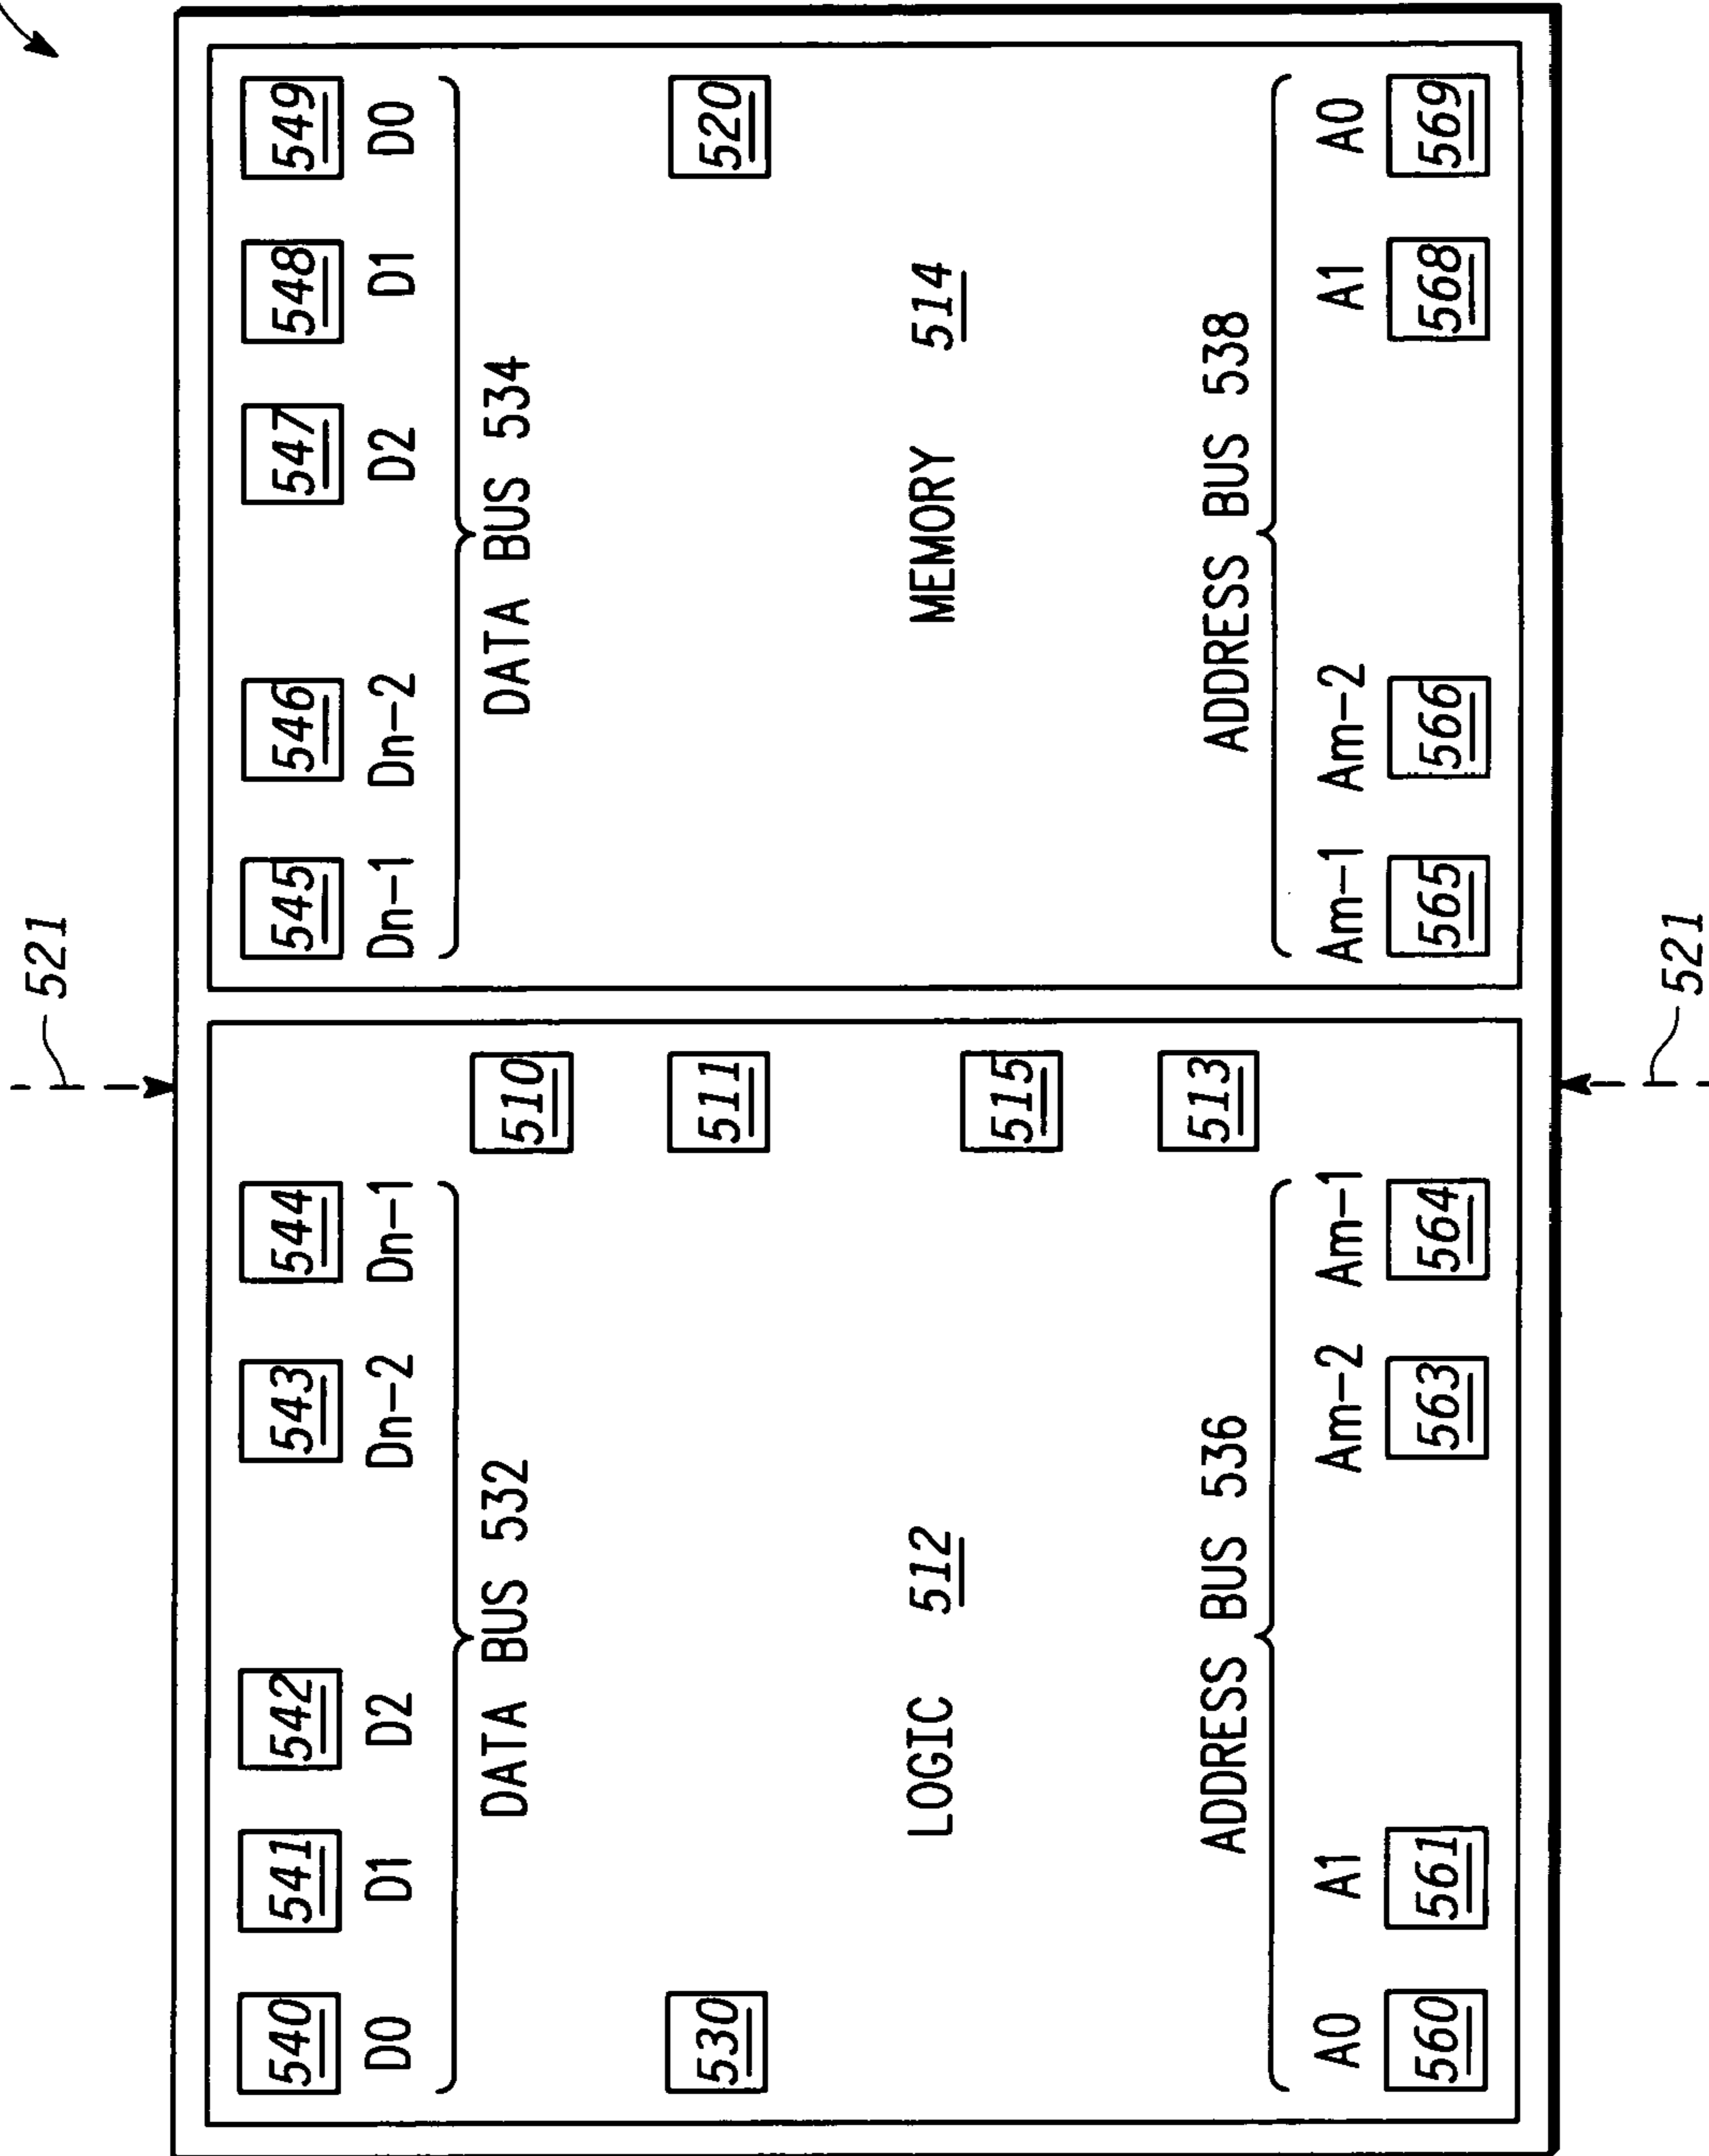 521
540 541 542 543 544 545 546 547 548 549
D0 D1 D2 Dn-2 Dn-1 Dn-1 Dn-2 D2 D1 D0
DATA BUS 532 DATA BUS 534
510
530 511 520
LOGIC 512 MEMORY 514
515
513
ADDRESS BUS 536 ADDRESS BUS 538
A0 A1 Am-2 Am-1 Am-1 Am-2 A1 A0
560 561 563 564 565 566 568 569
521